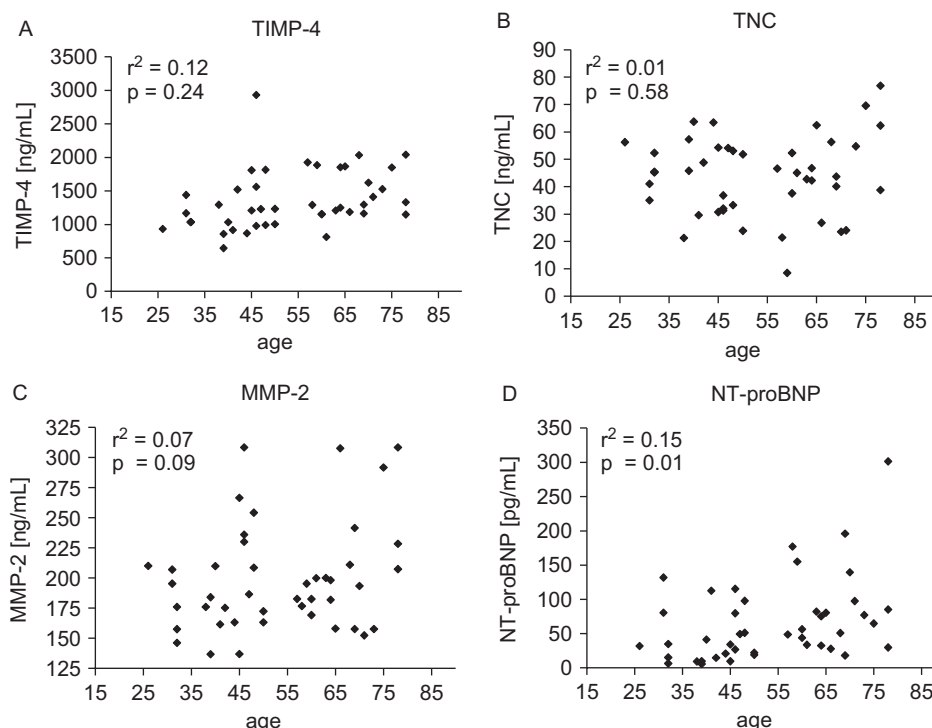 A
TIMP-4
r² = 0.12
p = 0.24
TIMP-4 [ng/mL]
3500
3000
2500
2000
1500
1000
500
0
15 25 35 45 55 65 75 85
age
B
TNC
r² = 0.01
p = 0.58
TNC [ng/mL]
90
80
70
60
50
40
30
20
10
0
15 25 35 45 55 65 75 85
age
C
MMP-2
r² = 0.07
p = 0.09
MMP-2 [ng/mL]
325
300
275
250
225
200
175
150
125
15 25 35 45 55 65 75 85
age
D
NT-proBNP
r² = 0.15
p = 0.01
NT-proBNP [pg/mL]
350
300
250
200
150
100
50
0
15 25 35 45 55 65 75 85
age